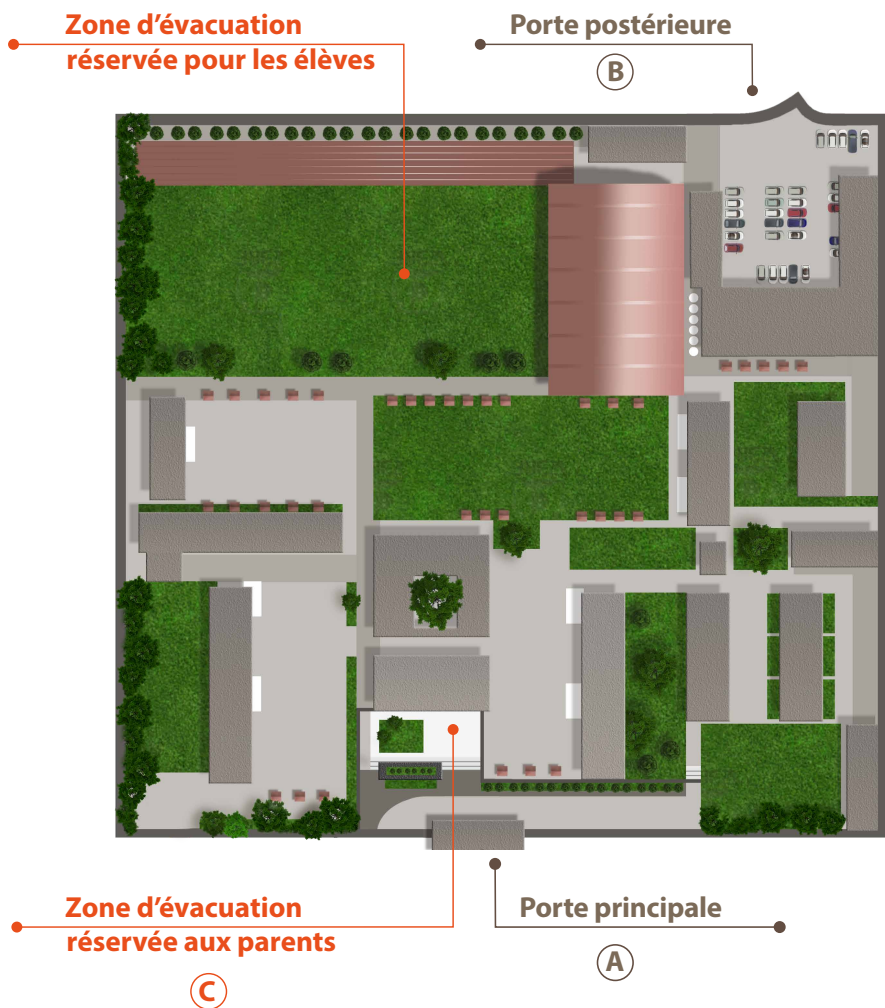 Zone d’évacuation
réservée pour les élèves
Porte postérieure
B
Zone d’évacuation
réservée aux parents
C
Porte principale
A